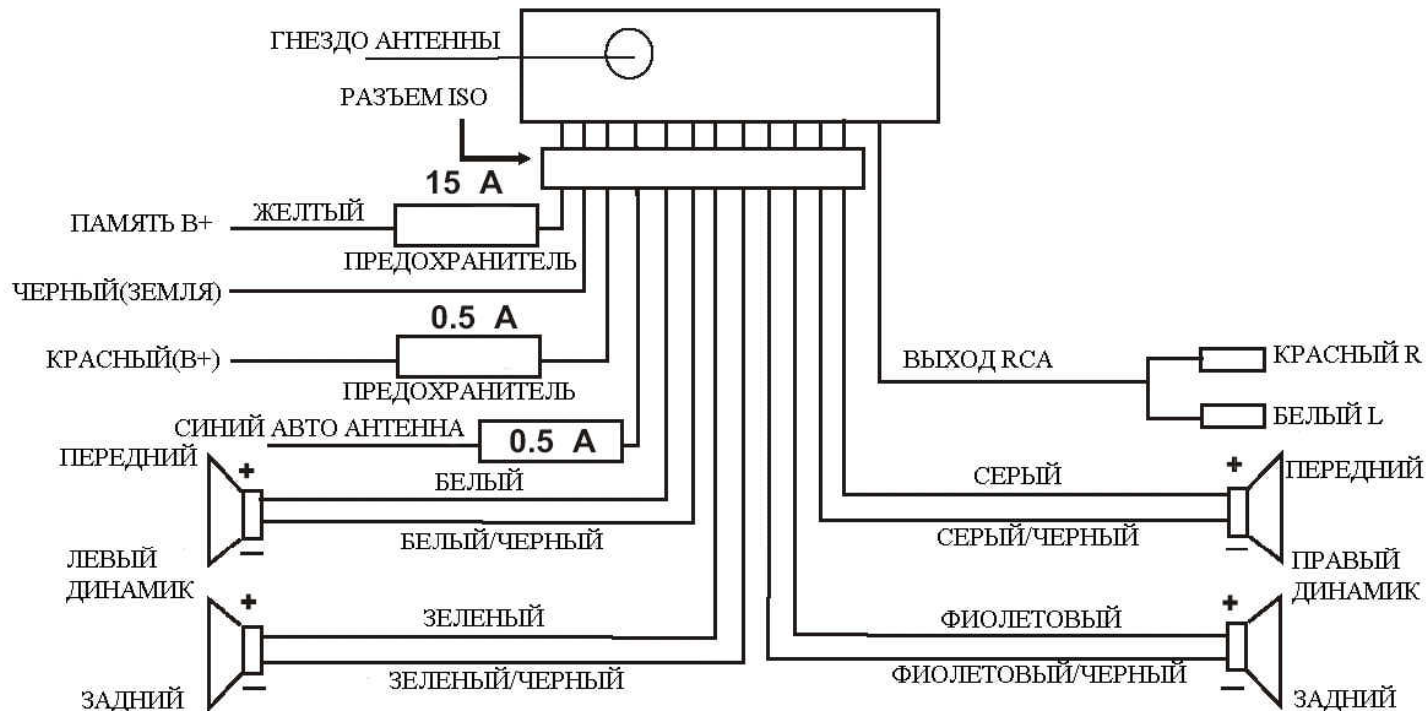 ГНЕЗДО АНТЕННЫ
РАЗЪЕМ ISO
15 A
ПАМЯТЬ B+
ЖЕЛТЫЙ
ПРЕДОХРАНИТЕЛЬ
ЧЕРНЫЙ(ЗЕМЛЯ)
0.5 A
КРАСНЫЙ(B+)
ПРЕДОХРАНИТЕЛЬ
ВЫХОД RCA
КРАСНЫЙ R
БЕЛЫЙ L
СИНИЙ АВТО АНТЕННА
0.5 A
ПЕРЕДНИЙ
+
БЕЛЫЙ
БЕЛЫЙ/ЧЕРНЫЙ
—
ЛЕВЫЙ
ДИНАМИК
+
ЗЕЛЕНЫЙ
ЗЕЛЕНЫЙ/ЧЕРНЫЙ
—
ЗАДНИЙ
СЕРЫЙ
+
ПЕРЕДНИЙ
СЕРЫЙ/ЧЕРНЫЙ
—
ПРАВЫЙ
ДИНАМИК
+
ФИОЛЕТОВЫЙ
ФИОЛЕТОВЫЙ/ЧЕРНЫЙ
—
ЗАДНИЙ